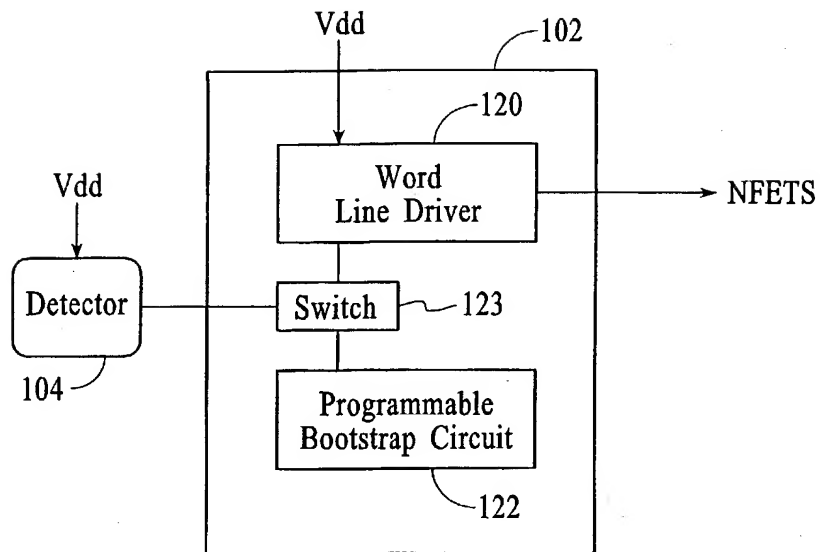 Vdd
102
120
Word
Line Driver
NFETS
Vdd
Detector
Switch
123
104
Programmable
Bootstrap Circuit
122